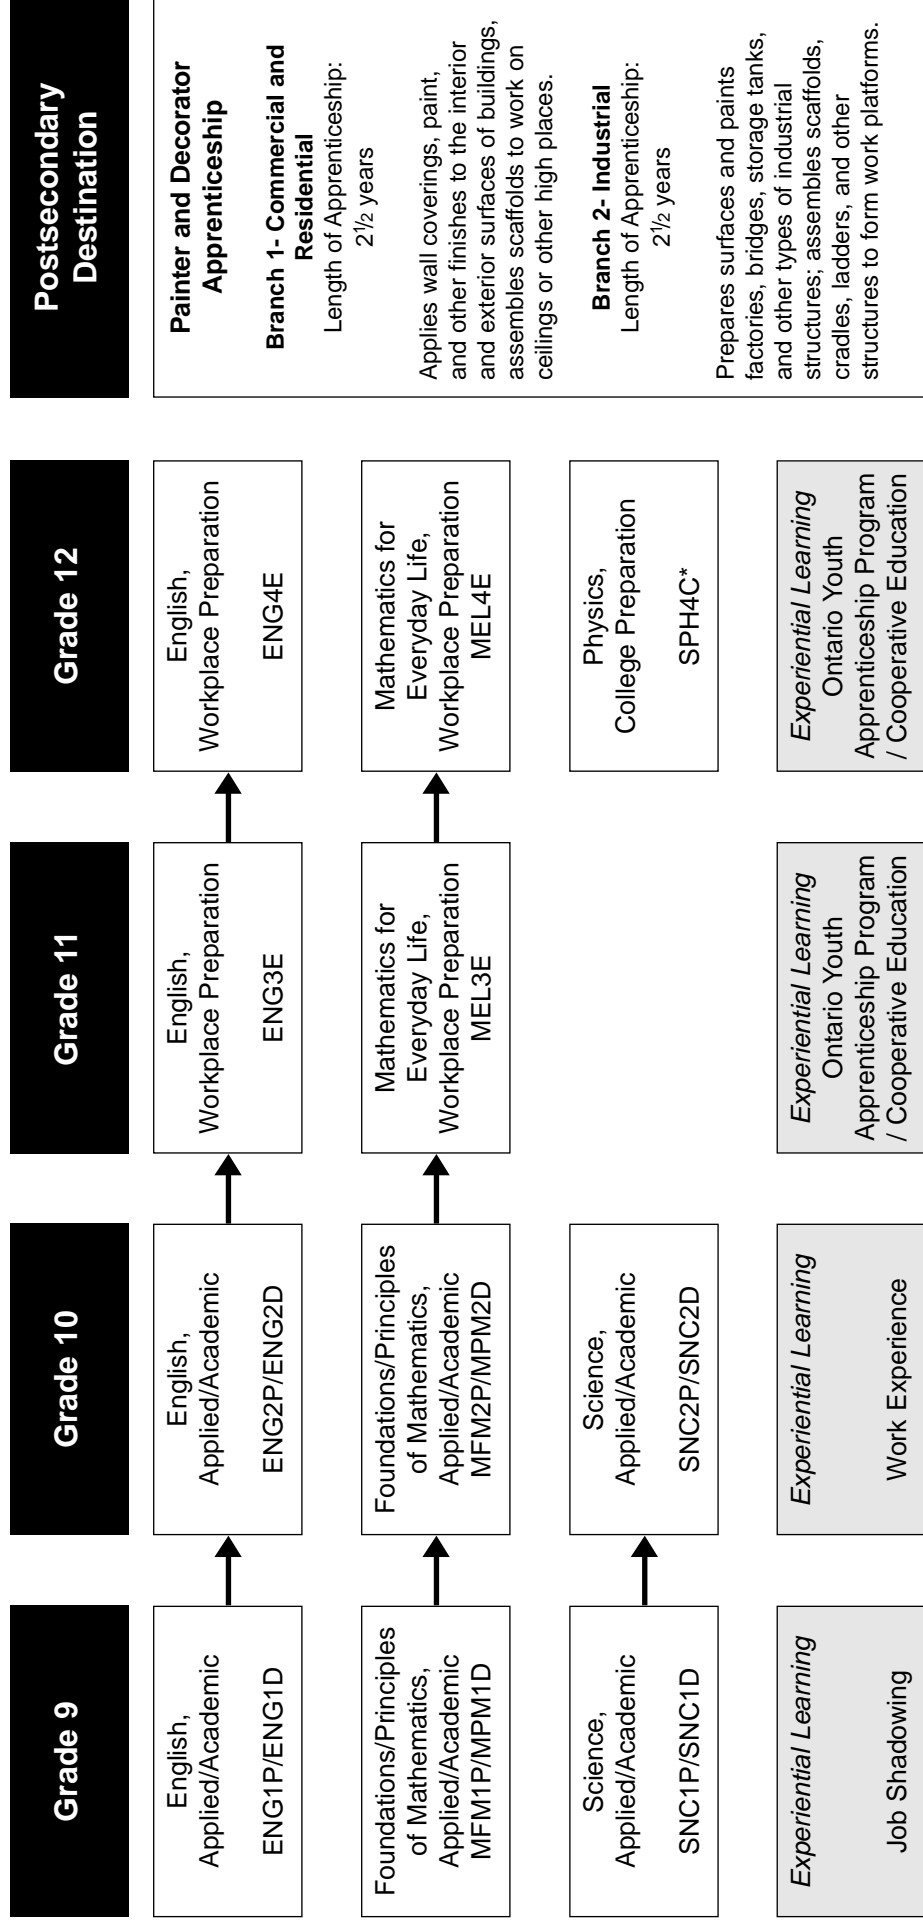 Grade 9
Grade 10
Grade 11
Grade 12
Postsecondary
Destination
English,
Applied/Academic
ENG1P/ENG1D
English,
Applied/Academic
ENG2P/ENG2D
English,
Workplace Preparation
ENG3E
English,
Workplace Preparation
ENG4E
Foundations/Principles
of Mathematics,
Applied/Academic
MFM1P/MPM1D
Foundations/Principles
of Mathematics,
Applied/Academic
MFM2P/MPM2D
Mathematics for
Everyday Life,
Workplace Preparation
MEL3E
Mathematics for
Everyday Life,
Workplace Preparation
MEL4E
Science,
Applied/Academic
SNC1P/SNC1D
Science,
Applied/Academic
SNC2P/SNC2D
Physics,
College Preparation
SPH4C*
Experiential Learning
Job Shadowing
Experiential Learning
Work Experience
Experiential Learning
Ontario Youth
Apprenticeship Program
/ Cooperative Education
Experiential Learning
Ontario Youth
Apprenticeship Program
/ Cooperative Education
Painter and Decorator
Apprenticeship
Branch 1- Commercial and
Residential
Length of Apprenticeship:
2½ years
Applies wall coverings, paint,
and other finishes to the interior
and exterior surfaces of buildings,
assembles scaffolds to work on
ceilings or other high places.
Branch 2- Industrial
Length of Apprenticeship:
2½ years
Prepares surfaces and paints
factories, bridges, storage tanks,
and other types of industrial
structures; assembles scaffolds,
cradles, ladders, and other
structures to form work platforms.